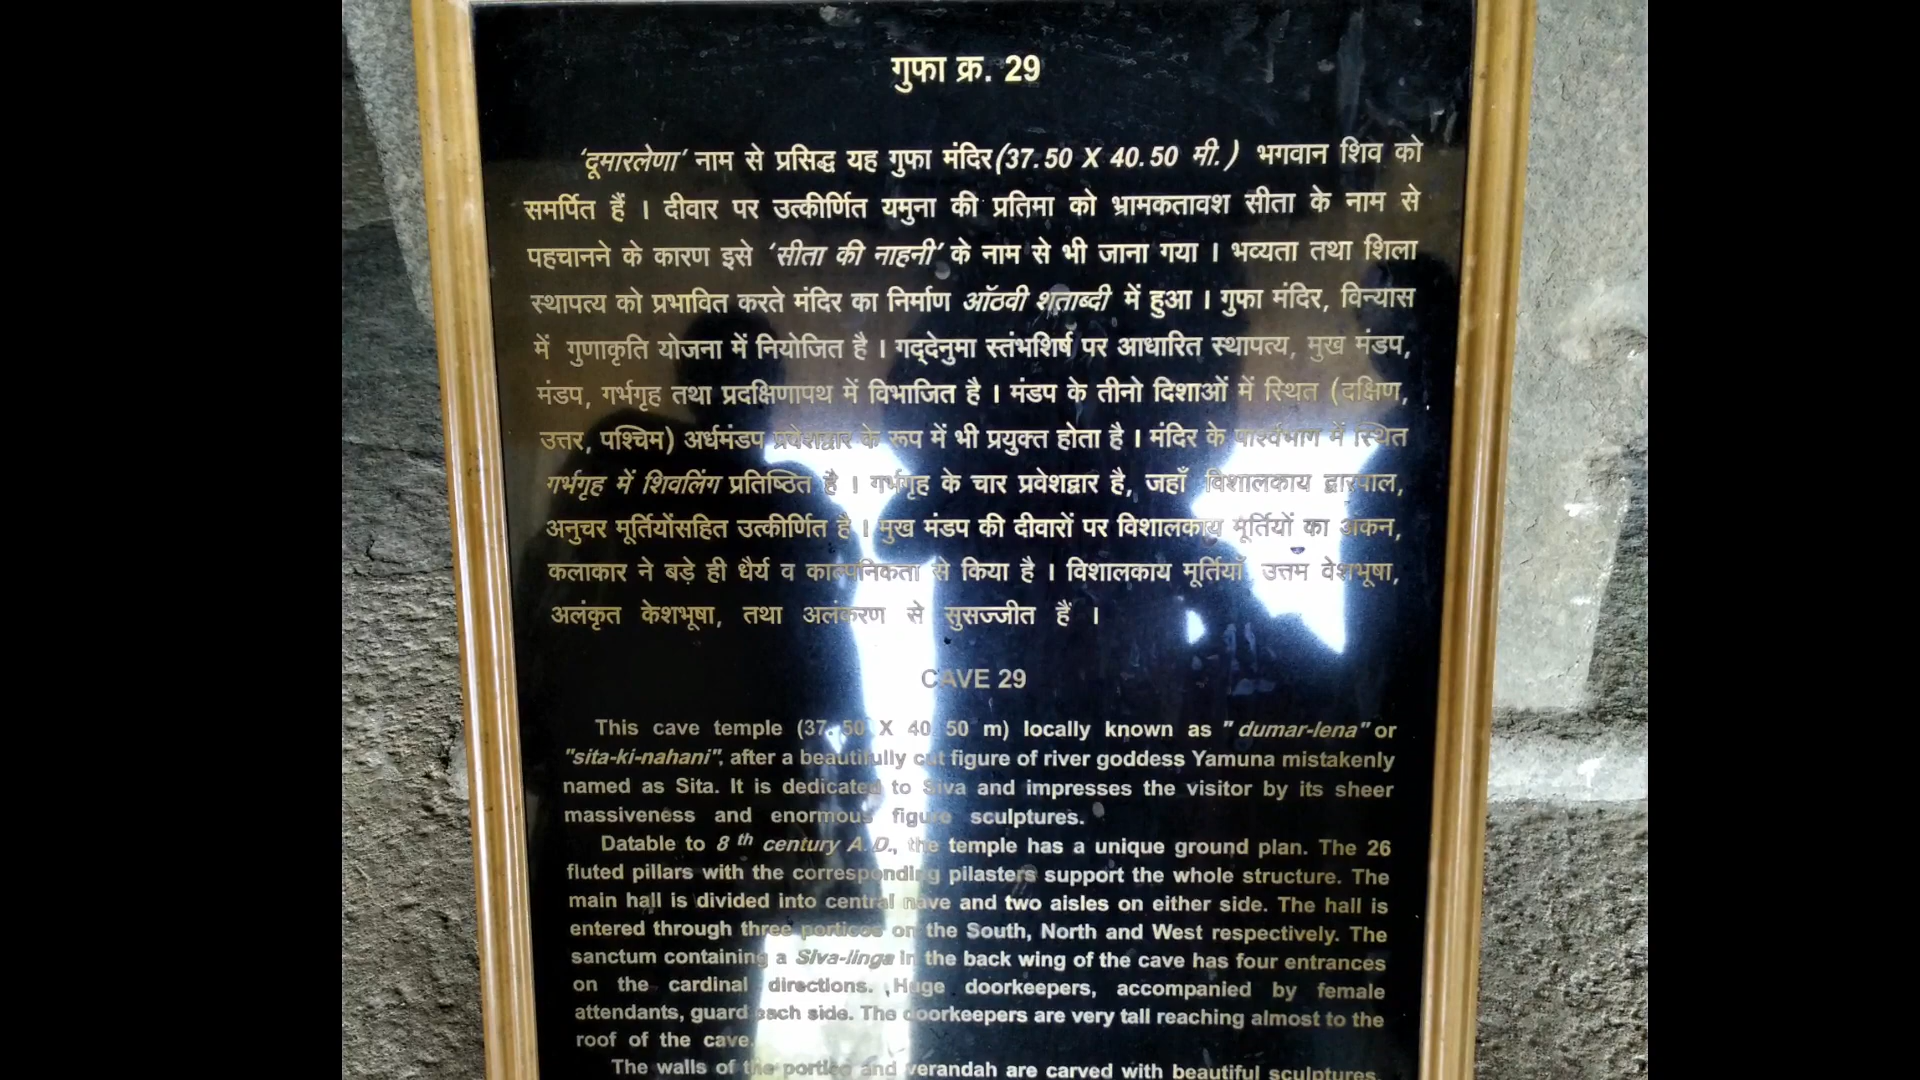 गुफा क्र. 29
‘दूमारलेणा’ नाम से प्रसिद्ध यह गुफा मंदिर(37.50 X 40.50 मी.) भगवान शिव को
समर्पित हैं । दीवार पर उत्कीर्णित यमुना की प्रतिमा को भ्रामकतावश सीता के नाम से
पहचानने के कारण इसे ‘सीता की नाहनी’ के नाम से भी जाना गया । भव्यता तथा शिला
स्थापत्य को प्रभावित करते मंदिर का निर्माण ऑठवी शताब्दी में हुआ । गुफा मंदिर, विन्यास
में गुणाकृति योजना में नियोजित है । गद्देनुमा स्तंभशिर्ष पर आधारित स्थापत्य, मुख मंडप,
मंडप, गर्भगृह तथा प्रदक्षिणापथ में विभाजित है । मंडप के तीनो दिशाओं में स्थित (दक्षिण,
उत्तर, पश्चिम) अर्धमंडप प्रवेशद्वार के रूप में भी प्रयुक्त होता है । मंदिर के पार्श्वभाग में स्थित
गर्भगृह में शिवलिंग प्रतिष्ठित है । गर्भगृह के चार प्रवेशद्वार है, जहाँ विशालकाय द्वारपाल,
अनुचर मूर्तियोंसहित उत्कीर्णित है । मुख मंडप की दीवारों पर विशालकाय मूर्तियों का अंकन,
कलाकार ने बड़े ही धैर्य व काल्पनिकता से किया है । विशालकाय मूर्तियाँ उत्तम वेशभूषा,
अलंकृत केशभूषा, तथा अलंकरण से सुसज्जीत हैं ।
CAVE 29
This cave temple (37. 50 X 40. 50 m) locally known as " dumar-lena" or
"sita-ki-nahani", after a beautifully cut figure of river goddess Yamuna mistakenly
named as Sita. It is dedicated to Siva and impresses the visitor by its sheer
massiveness and enormous figure sculptures.
Datable to 8 th century A.D., the temple has a unique ground plan. The 26
fluted pillars with the corresponding pilasters support the whole structure. The
main hall is divided into central nave and two aisles on either side. The hall is
entered through three porticos on the South, North and West respectively. The
sanctum containing a Siva-linga in the back wing of the cave has four entrances
on the cardinal directions. Huge doorkeepers, accompanied by female
attendants, guard each side. The doorkeepers are very tall reaching almost to the
roof of the cave.
The walls of the portico and verandah are carved with beautiful sculptures.